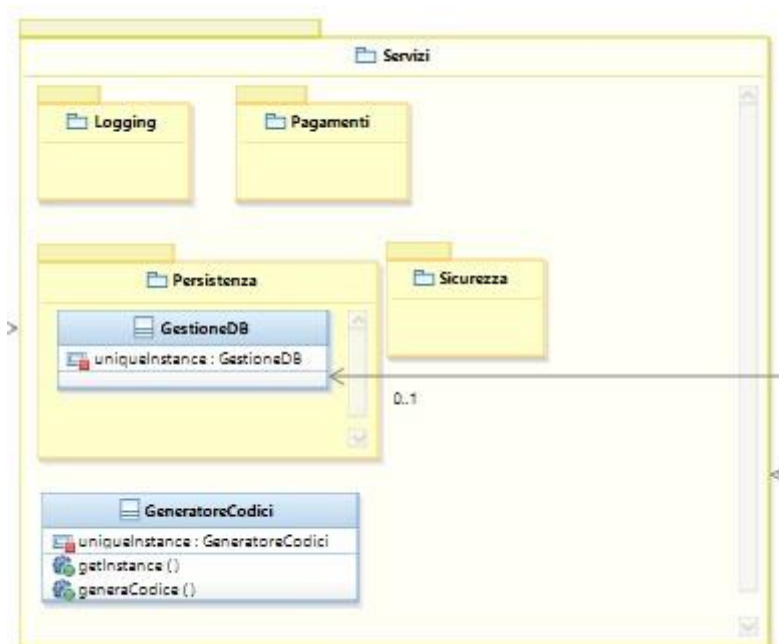 Servizi
Logging
Pagamenti
Persistenza
Sicurezza
GestioneDB
uniqueInstance : GestioneDB
0..1
GeneratoreCodici
uniqueInstance : GeneratoreCodici
getInstance ( )
generaCodice ( )